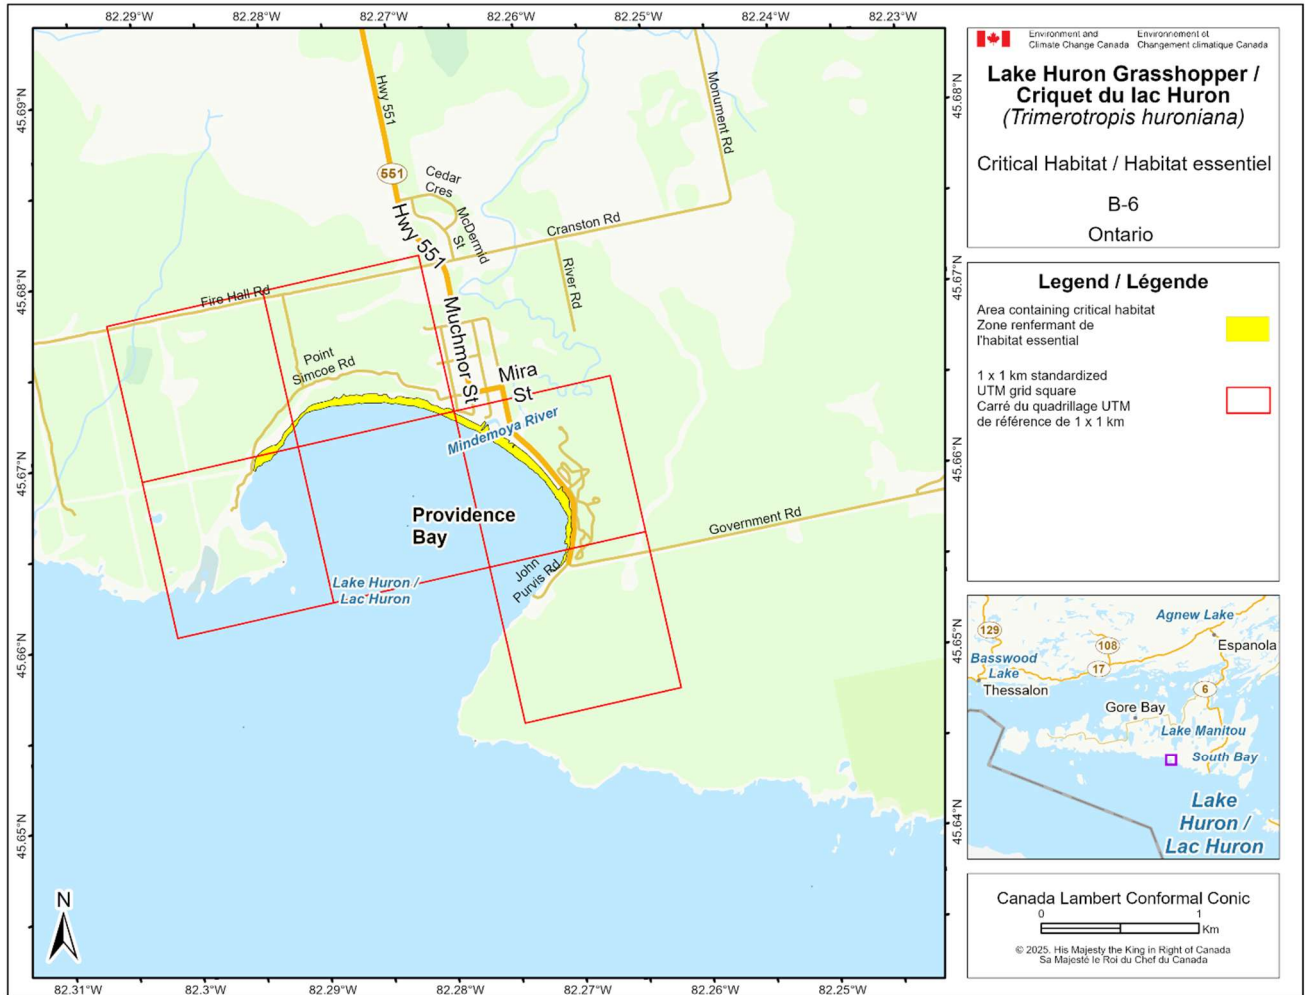 82.29°W 82.28°W 82.27°W 82.26°W 82.25°W 82.24°W 82.23°W
45.69°N
45.68°N
45.67°N
45.66°N
45.65°N
45.68°N
45.67°N
45.66°N
45.65°N
45.64°N
82.31°W 82.3°W 82.29°W 82.28°W 82.27°W 82.26°W 82.25°W
Hwy 551
551
Hwy 551
Cedar
Cres
McDermid
St
Monument Rd
Cranston Rd
River Rd
Fire Hall Rd
Point
Simcoe Rd
Muchmor St
Mira
St
Mindemoya River
Providence
Bay
Government Rd
John
Purvis Rd
Lake Huron /
Lac Huron
N
Environment and
Climate Change Canada
Environnement et
Changement climatique Canada
Lake Huron Grasshopper /
Criquet du lac Huron
(Trimerotropis huroniana)
Critical Habitat / Habitat essentiel
B-6
Ontario
Legend / Légende
Area containing critical habitat
Zone renfermant de
l'habitat essential
1 x 1 km standardized
UTM grid square
Carré du quadrillage UTM
de référence de 1 x 1 km
Agnew Lake
129
108
Espanola
Basswood
Lake
17
Thessalon
6
Gore Bay
Lake Manitou
South Bay
Lake
Huron /
Lac Huron
Canada Lambert Conformal Conic
0 1
Km
© 2025. His Majesty the King in Right of Canada
Sa Majesté le Roi du Chef du Canada